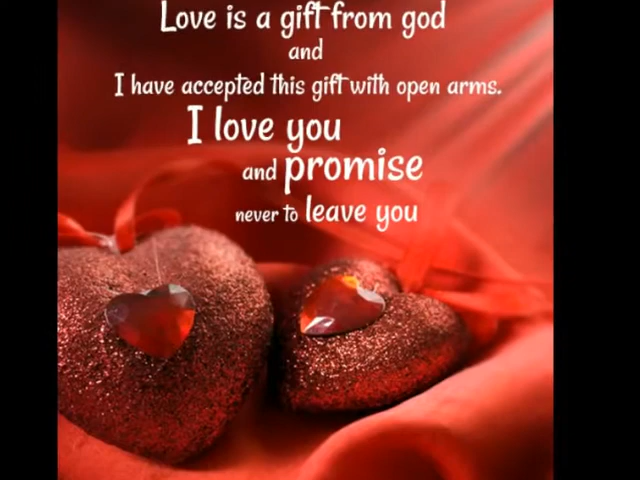 Love is a gift from god
and
I have accepted this gift with open arms.
I love you
and promise
never to leave you